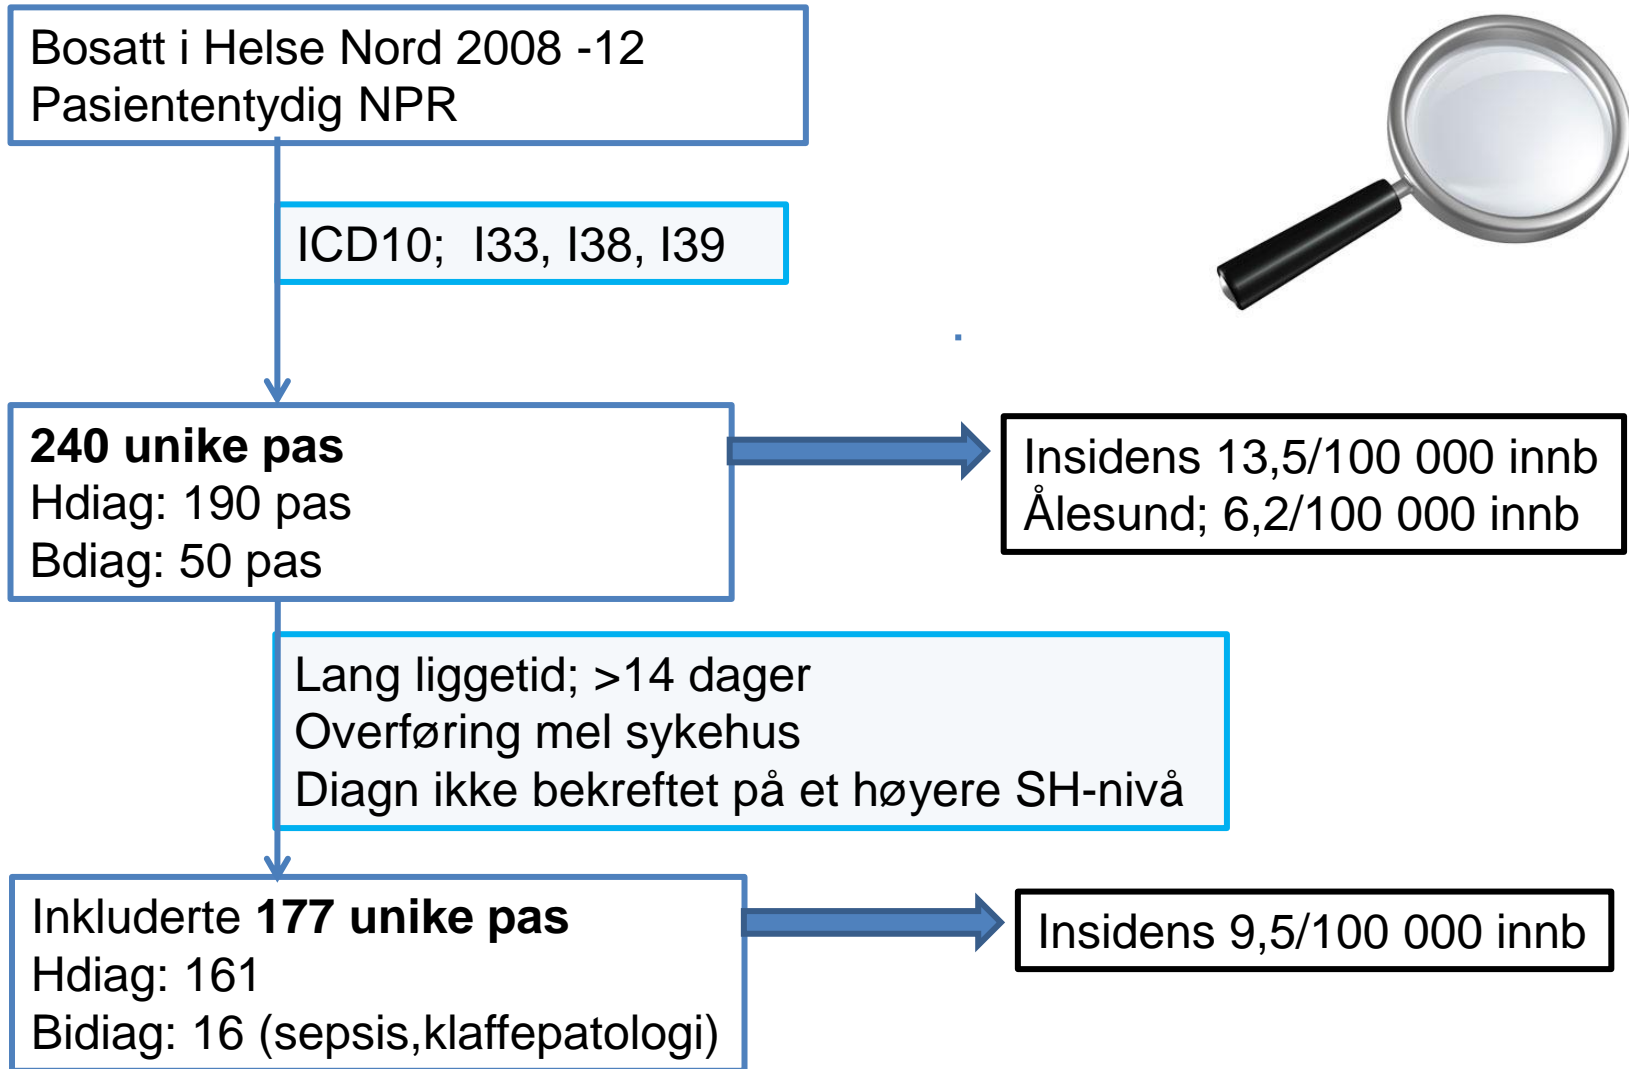 Bosatt i Helse Nord 2008 -12
Pasiententydig NPR
ICD10;  I33, I38, I39
240 unike pas
Hdiag: 190 pas
Bdiag: 50 pas
Insidens 13,5/100 000 innb
Ålesund; 6,2/100 000 innb
Lang liggetid; >14 dager
Overføring mel sykehus
Diagn ikke bekreftet på et høyere SH-nivå
Inkluderte 177 unike pas
Hdiag: 161
Bidiag: 16 (sepsis,klaffepatologi)
Insidens 9,5/100 000 innb